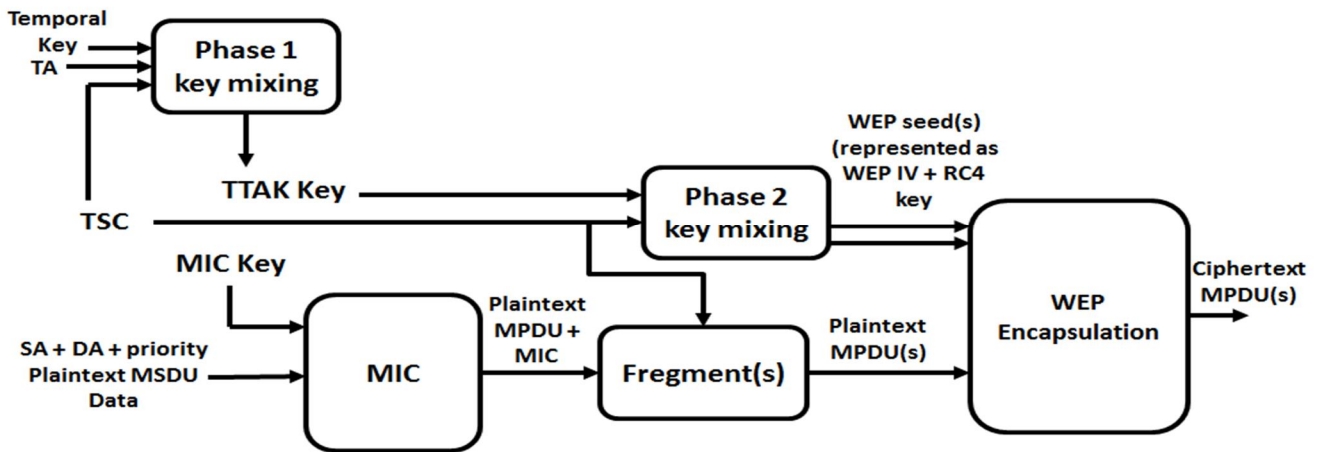 Temporal
Key
TA
Phase 1
key mixing
WEP seed(s)
(represented as
WEP IV + RC4
key
TTAK Key
Phase 2
key mixing
TSC
MIC Key
Ciphertext
MPDU(s)
WEP
Encapsulation
Plaintext
MPDU +
MIC
Plaintext
MPDU(s)
SA + DA + priority
Plaintext MSDU
Data
MIC
Fregment(s)